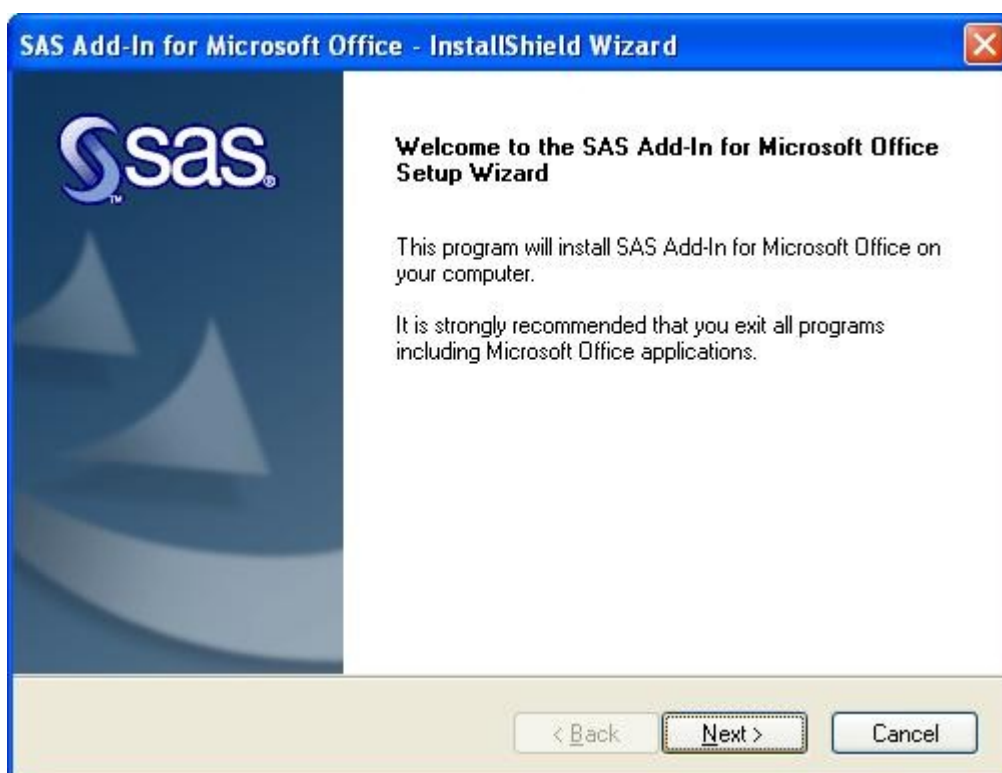 SAS Add-In for Microsoft Office - InstallShield Wizard
sas.
TM
®
Welcome to the SAS Add-In for Microsoft Office
Setup Wizard
This program will install SAS Add-In for Microsoft Office on
your computer.
It is strongly recommended that you exit all programs
including Microsoft Office applications.
< Back
Next >
Cancel